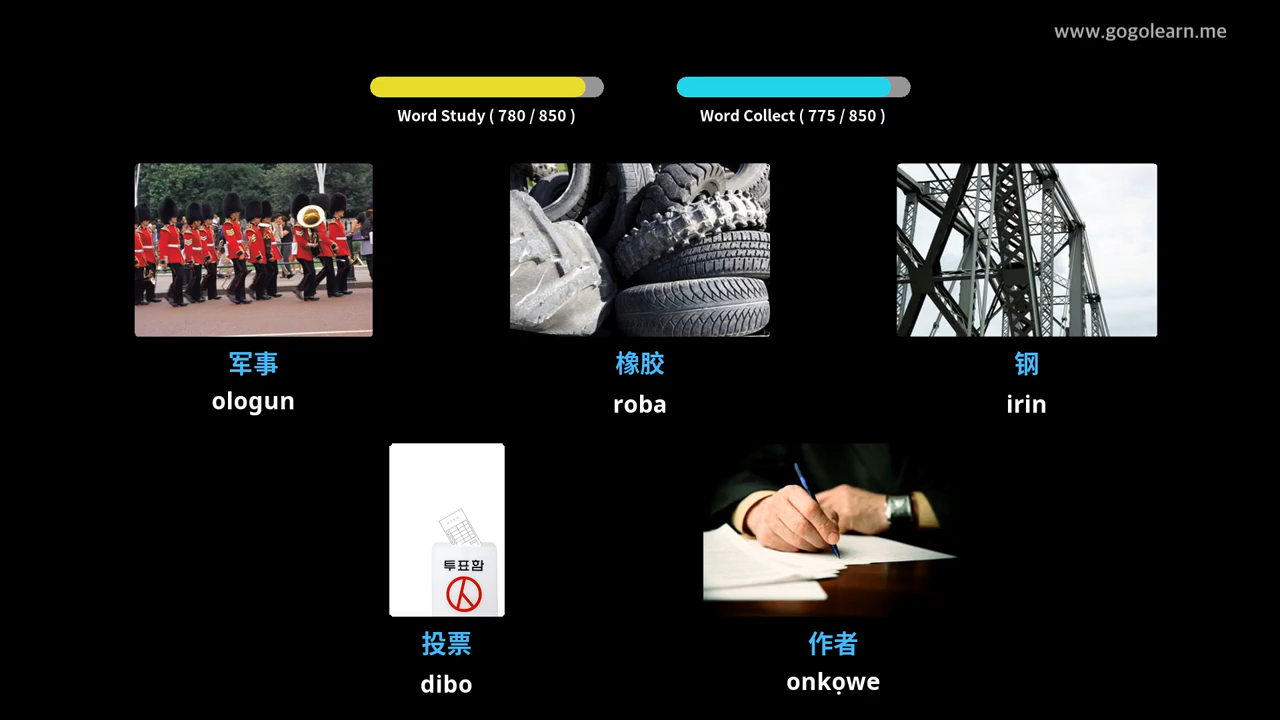 www.gogolearn.me
Word Study ( 780 / 850 )
Word Collect ( 775 / 850 )
军事
橡胶
钢
ologun
roba
irin
투표함
投票
作者
dibo
onkọwe